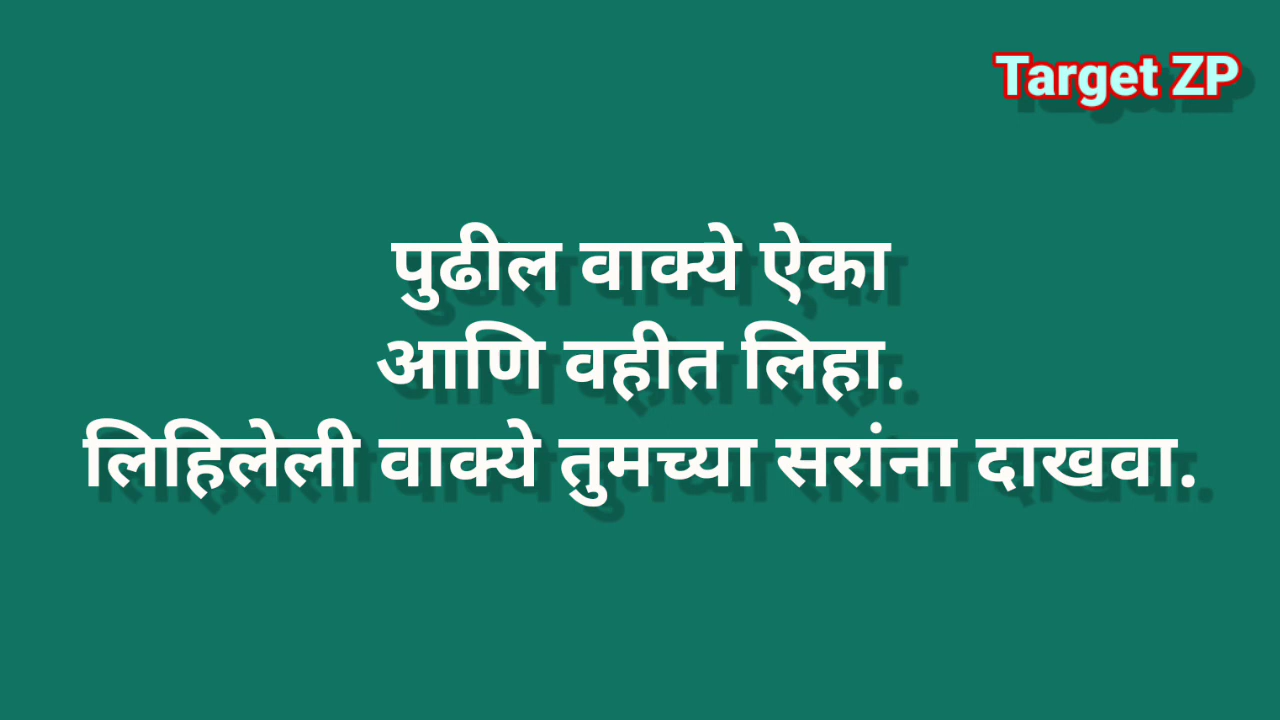 Target ZP
पुढील वाक्ये ऐका
आणि वहीत लिहा.
लिहिलेली वाक्ये तुमच्या सरांना दाखवा.